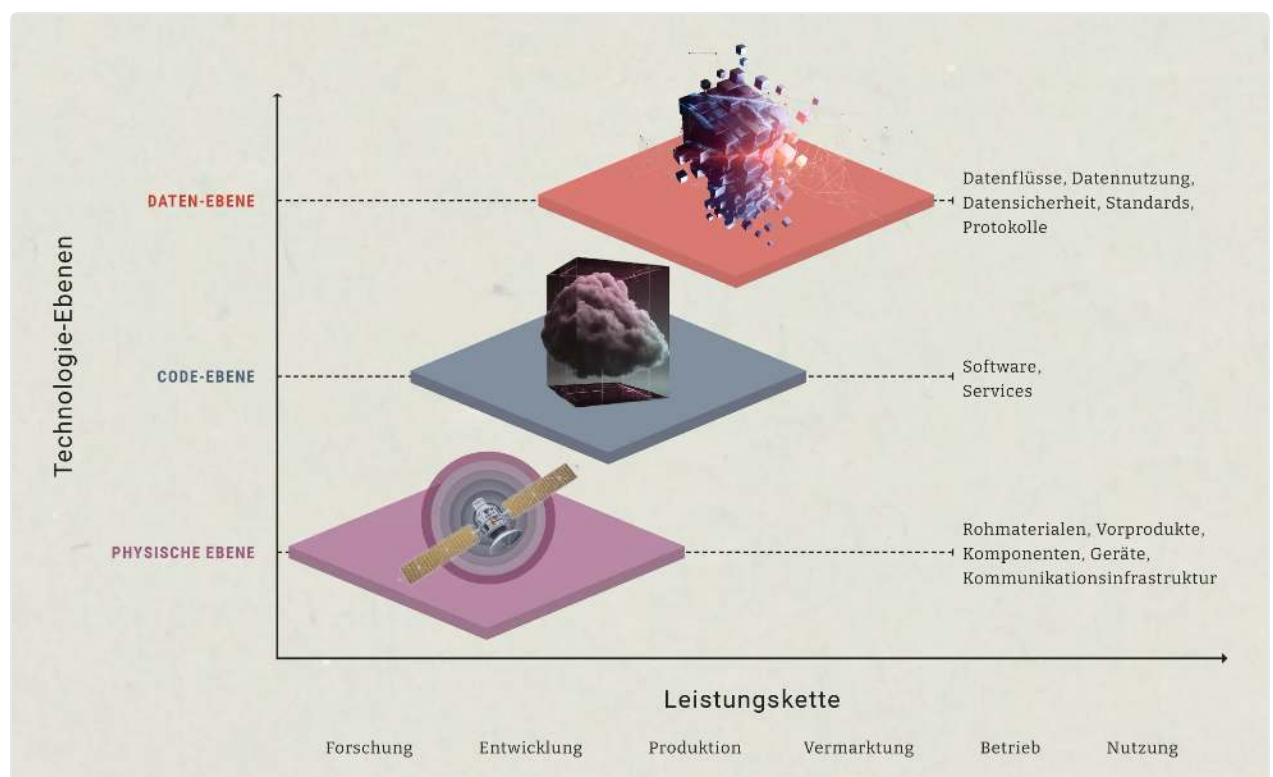 DATEN-EBENE
Datenflüsse, Datennutzung,
Datensicherheit, Standards,
Protokolle
Technologie-Ebenen
CODE-EBENE
Software,
Services
PHYSISCHE EBENE
Rohmaterialen, Vorprodukte,
Komponenten, Geräte,
Kommunikationsinfrastruktur
Leistungskette
Forschung Entwicklung Produktion Vermarktung Betrieb Nutzung